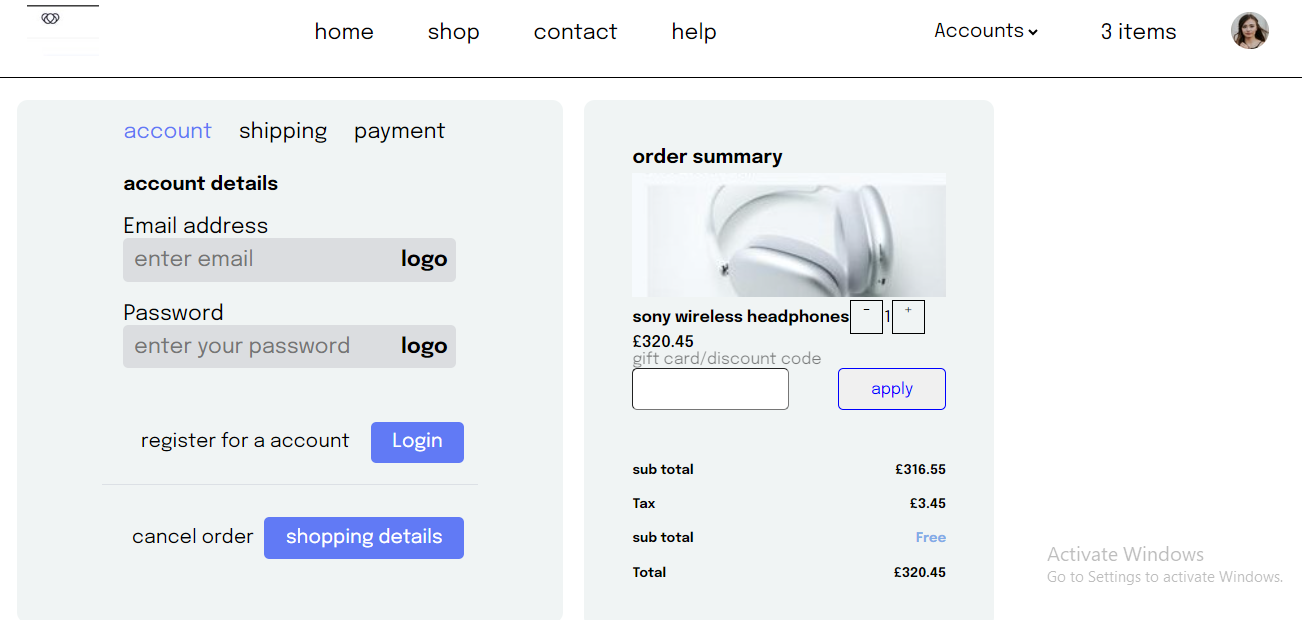 home shop contact help Accounts 3 items
account shipping payment
account details
Email address
enter email logo
Password
enter your password logo
register for a account Login
cancel order shopping details
order summary
sony wireless headphones - 1 +
£320.45
gift card/discount code
apply
sub total £316.55
Tax £3.45
sub total Free
Total £320.45
Activate Windows
Go to Settings to activate Windows.